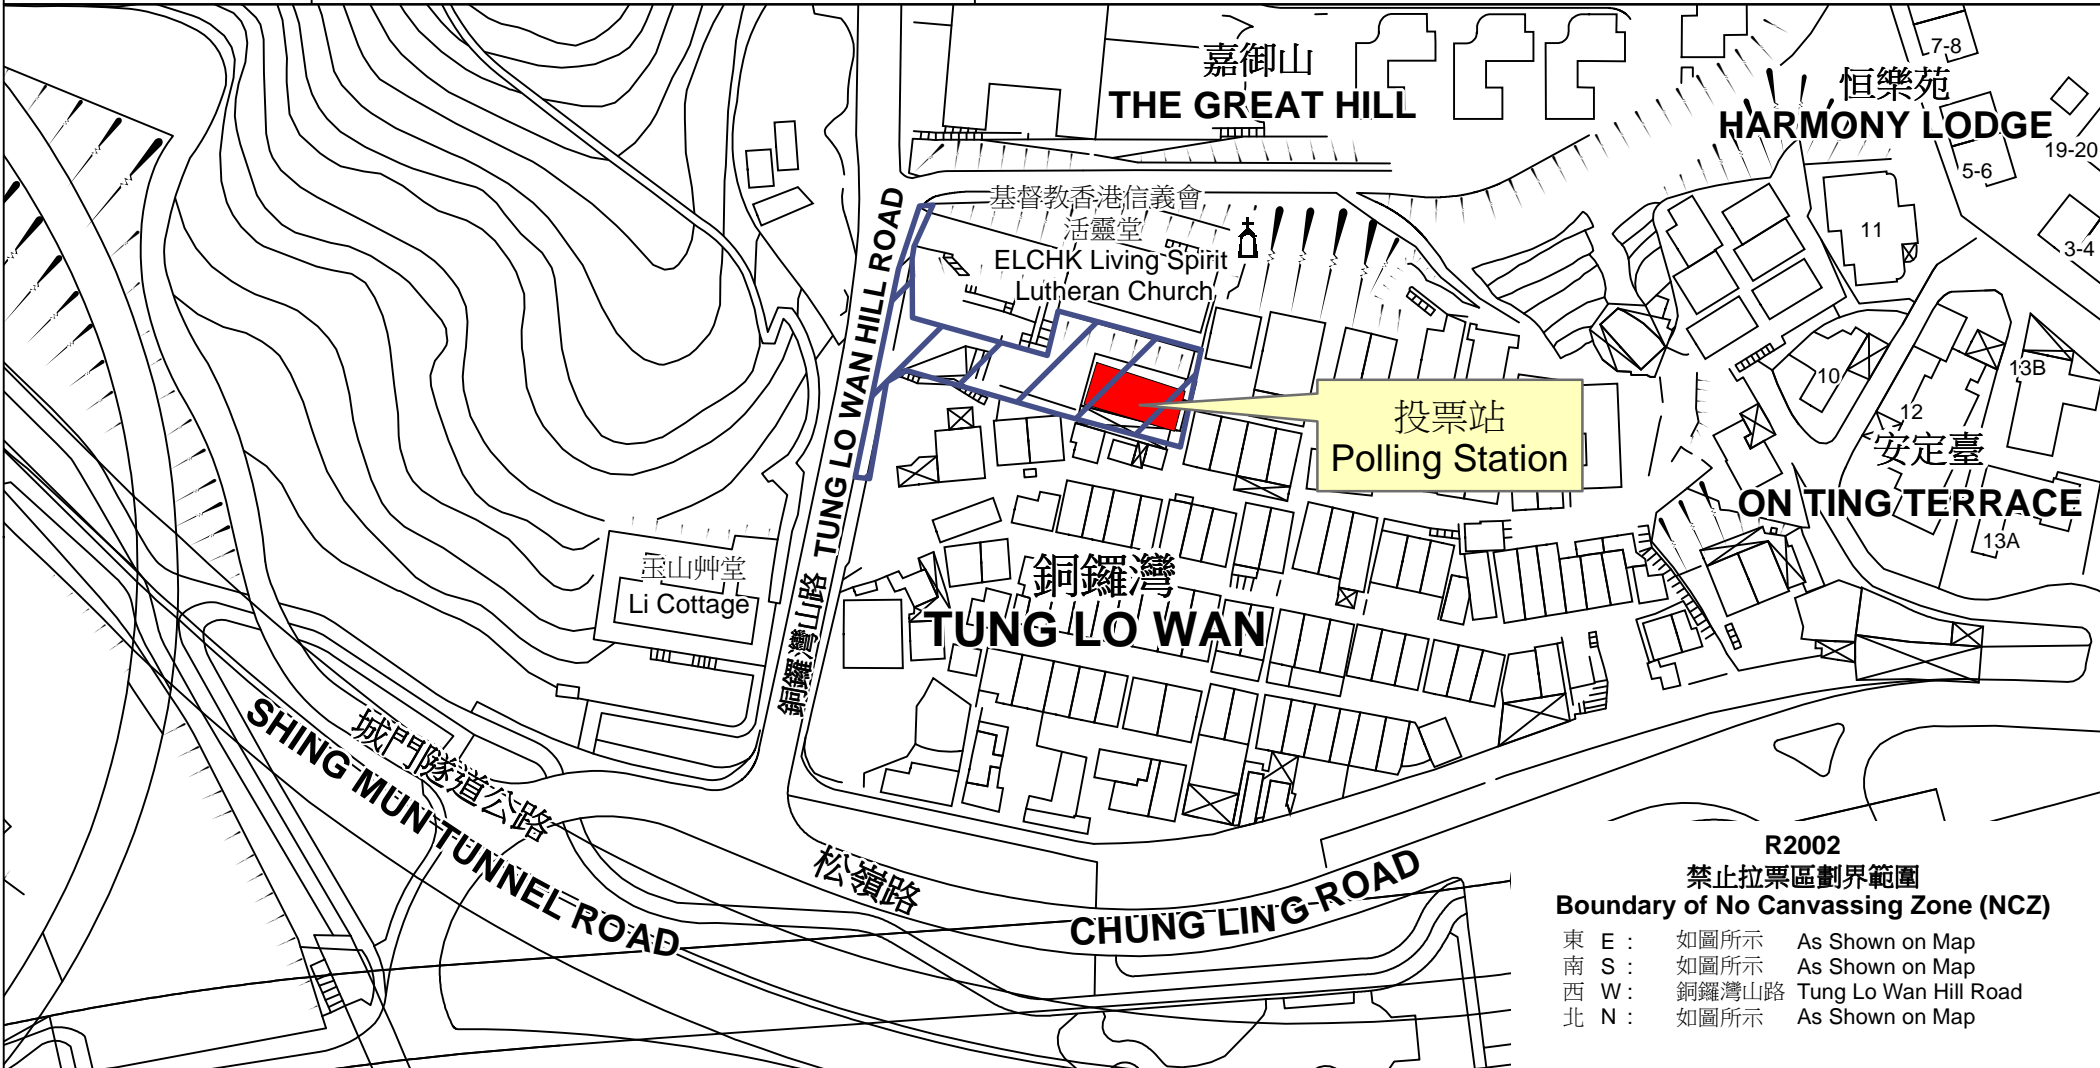 嘉御山
THE GREAT HILL
7-8
恒樂苑
HARMONY LODGE
19-20
5-6
3-4
11
基督教香港信義會
活靈堂
ELCHK Living Spirit
Lutheran Church
銅鑼灣山路 TUNG LO WAN HILL ROAD
投票站
Polling Station
10
12
13B
安定臺
ON TING TERRACE
13A
玉山艸堂
Li Cottage
銅鑼灣
TUNG LO WAN
城門隧道公路
SHING MUN TUNNEL ROAD
松嶺路
CHUNG LING ROAD
R2002
禁止拉票區劃界範圍
Boundary of No Canvassing Zone (NCZ)
東 E : 如圖所示 As Shown on Map
南 S : 如圖所示 As Shown on Map
西 W : 銅鑼灣山路 Tung Lo Wan Hill Road
北 N : 如圖所示 As Shown on Map